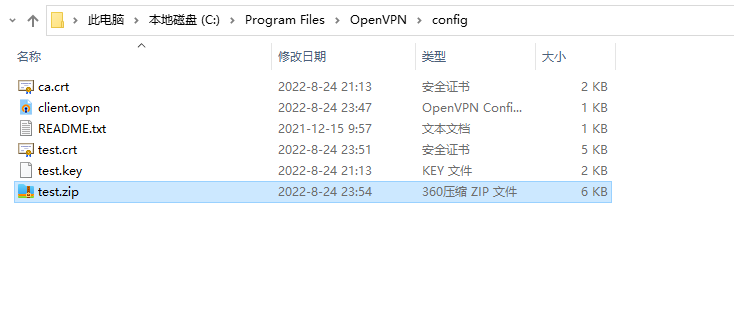 此电脑 本地磁盘 (C:) Program Files OpenVPN config
名称 修改日期 类型 大小
ca.crt 2022-8-24 21:13 安全证书 2 KB
client.ovpn 2022-8-24 23:47 OpenVPN Confi... 1 KB
README.txt 2021-12-15 9:57 文本文档 1 KB
test.crt 2022-8-24 23:51 安全证书 5 KB
test.key 2022-8-24 21:13 KEY 文件 2 KB
test.zip 2022-8-24 23:54 360压缩 ZIP 文件 6 KB